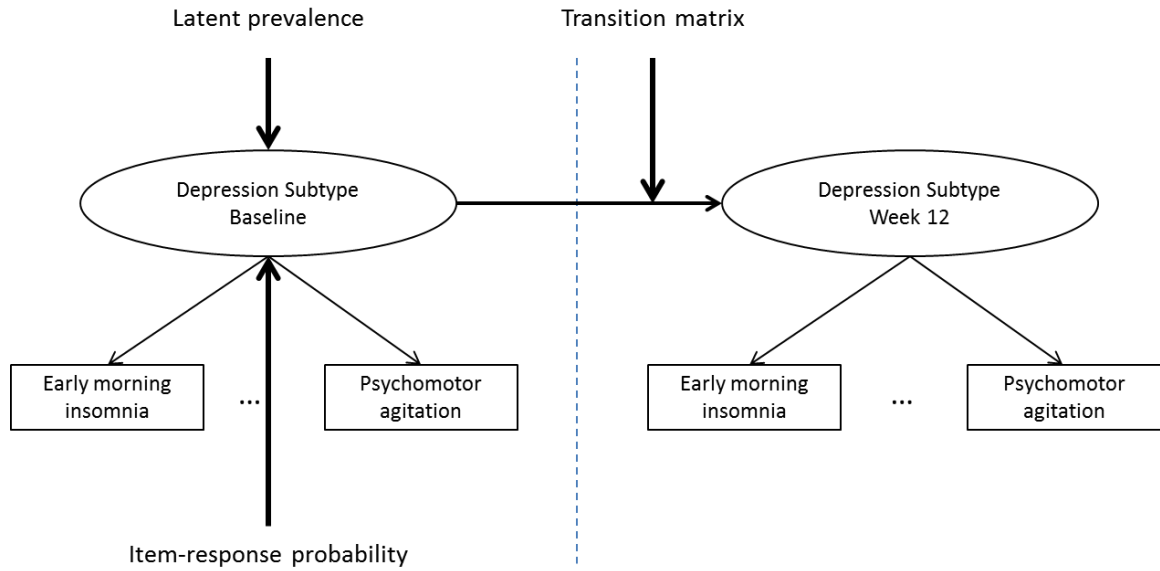 Latent prevalence
Transition matrix
Depression Subtype
Baseline
Depression Subtype
Week 12
Early morning
insomnia
...
Psychomotor
agitation
Early morning
insomnia
...
Psychomotor
agitation
Item-response probability